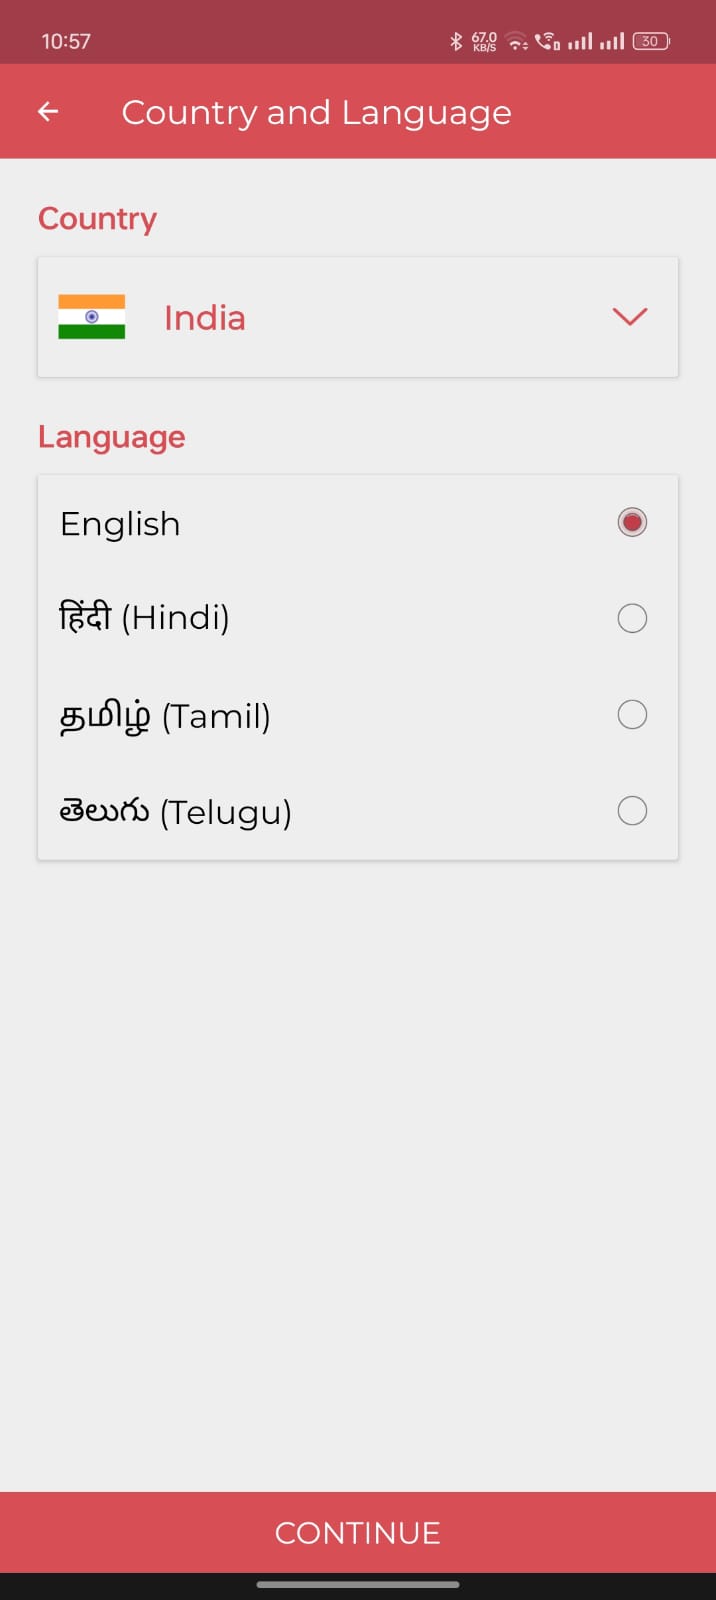 10:57
67.0
KB/S
30
Country and Language
Country
India
Language
English
हिंदी (Hindi)
தமிழ் (Tamil)
తెలుగు (Telugu)
CONTINUE